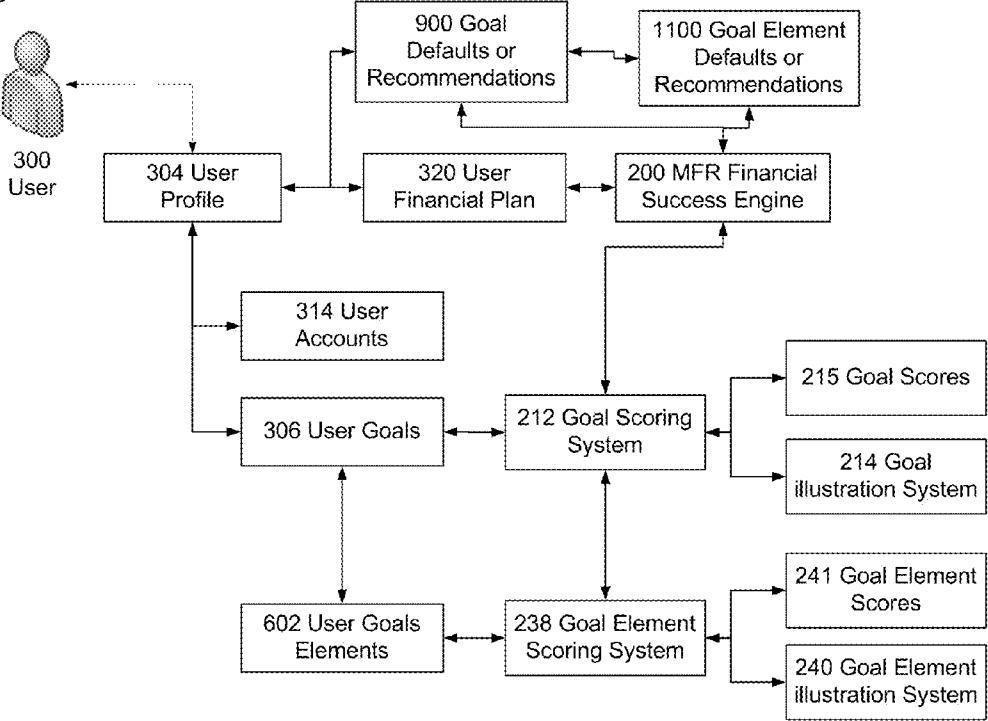 900 Goal
Defaults or
Recommendations
1100 Goal Element
Defaults or
Recommendations
300
User
304 User
Profile
320 User
Financial Plan
200 MFR Financial
Success Engine
314 User
Accounts
306 User Goals
212 Goal Scoring
System
215 Goal Scores
214 Goal
illustration System
602 User Goals
Elements
238 Goal Element
Scoring System
241 Goal Element
Scores
240 Goal Element
illustration System